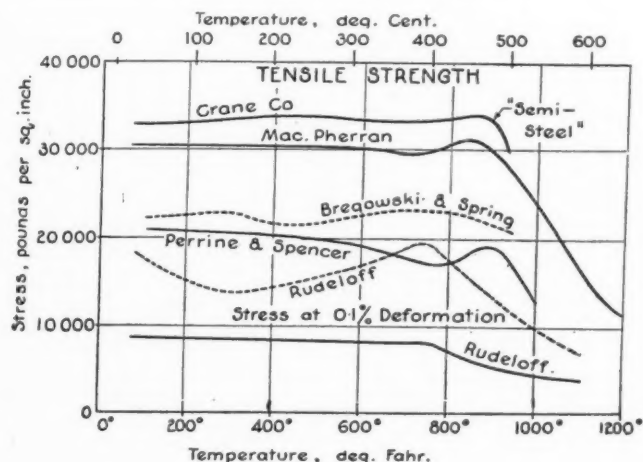 Temperature, deg. Cent.
0 100 200 300 400 500 600
TENSILE STRENGTH
40 000
Crane Co
"Semi-
Steel"
Mac. Pherran
30 000
Bregowski & Spring
20 000
Perrine & Spencer
Rudeloff
Stress at 0·1% Deformation
10 000
Rudeloff.
0
Stress, pounds per sq. inch.
0° 200° 400° 600° 800° 1000° 1200°
Temperature, deg. Fahr.